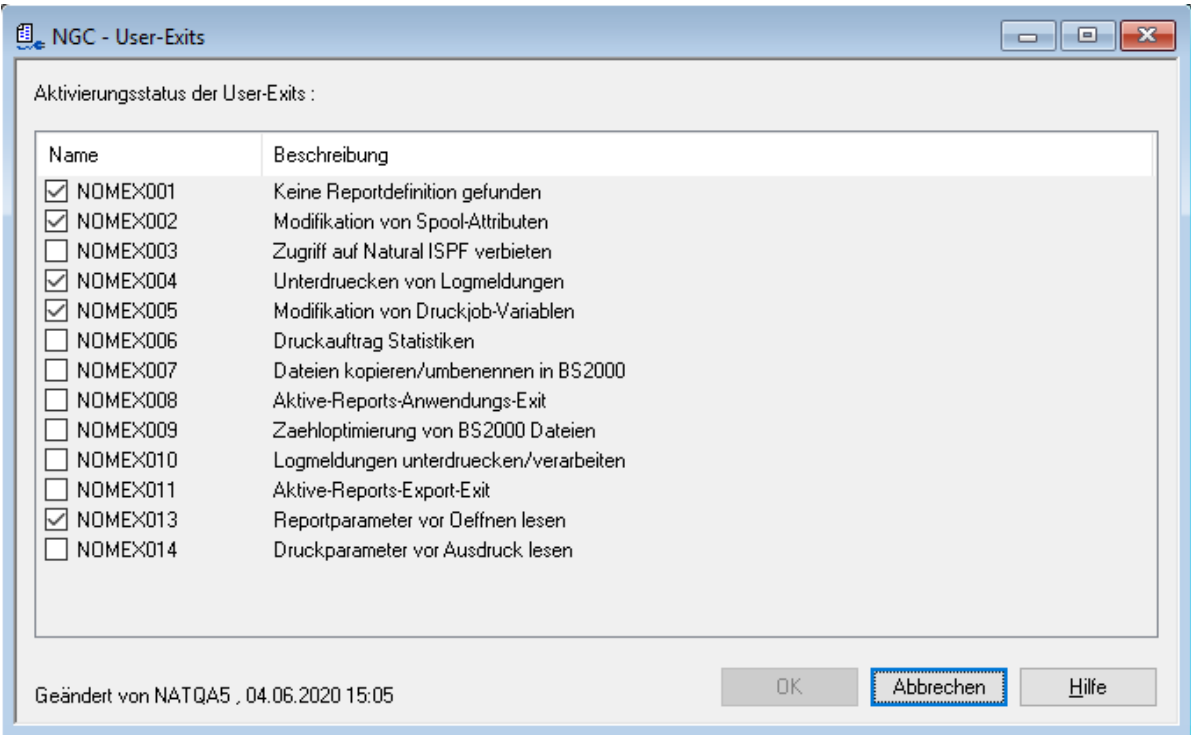 NGC - User-Exits
Aktivierungsstatus der User-Exits :
Name Beschreibung
NOMEX001 Keine Reportdefinition gefunden
NOMEX002 Modifikation von Spool-Attributen
NOMEX003 Zugriff auf Natural ISPF verbieten
NOMEX004 Unterdruecken von Logmeldungen
NOMEX005 Modifikation von Druckjob-Variablen
NOMEX006 Druckauftrag Statistiken
NOMEX007 Dateien kopieren/umbenennen in BS2000
NOMEX008 Aktive-Reports-Anwendungs-Exit
NOMEX009 Zaehloptimierung von BS2000 Dateien
NOMEX010 Logmeldungen unterdruecken/verarbeiten
NOMEX011 Aktive-Reports-Export-Exit
NOMEX013 Reportparameter vor Oeffnen lesen
NOMEX014 Druckparameter vor Ausdruck lesen
Geändert von NATQA5 , 04.06.2020 15:05 OK Abbrechen Hilfe